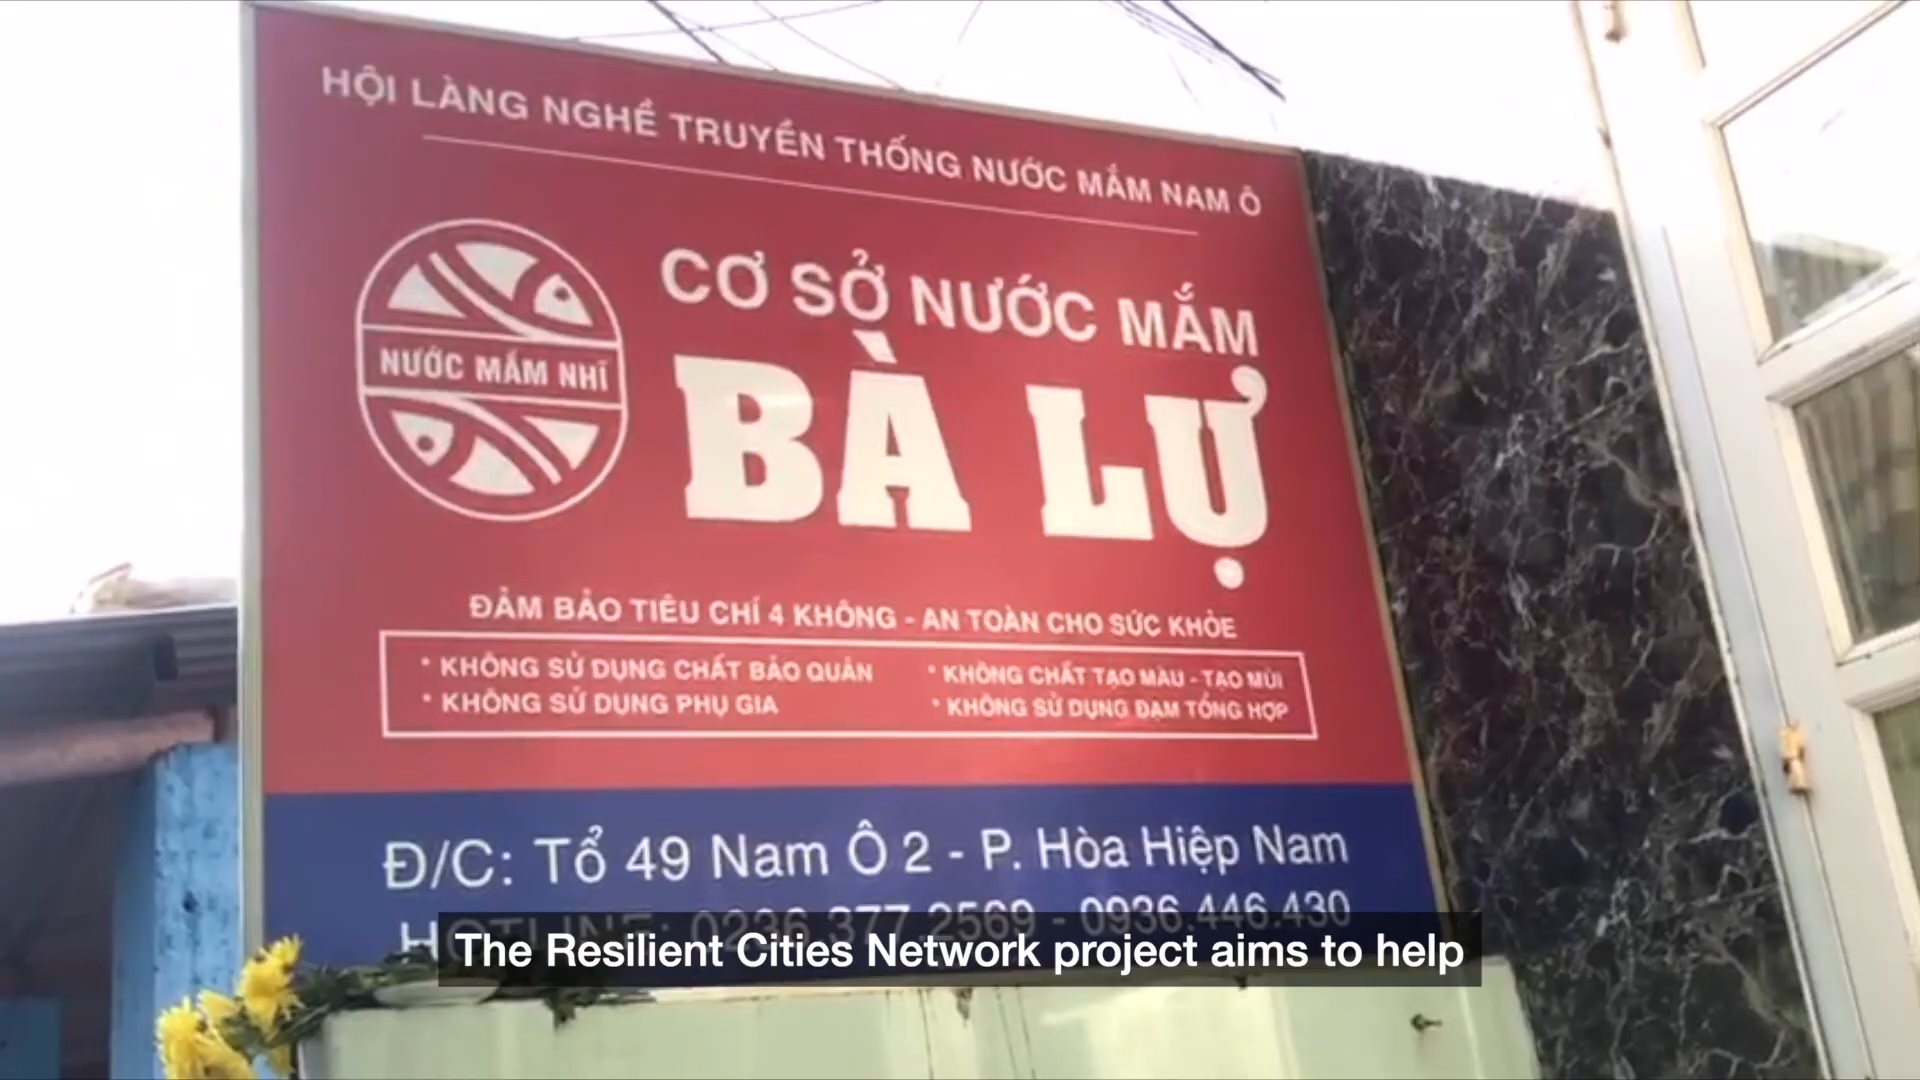 HỘI LÀNG NGHỀ TRUYỀN THỐNG NƯỚC MẮM NAM Ô
CƠ SỞ NƯỚC MẮM
BÀ LỰ
NƯỚC MẮM NHĨ
ĐẢM BẢO TIÊU CHÍ 4 KHÔNG - AN TOÀN CHO SỨC KHỎE
* KHÔNG SỬ DỤNG CHẤT BẢO QUẢN
* KHÔNG CHẤT TẠO MÀU - TẠO MÙI
* KHÔNG SỬ DỤNG PHỤ GIA
* KHÔNG SỬ DỤNG ĐẠM TỔNG HỢP
Đ/C: Tổ 49 Nam Ô 2 - P. Hòa Hiệp Nam
HOTLINE: 0236.377.2569 - 0936.446.430
The Resilient Cities Network project aims to help